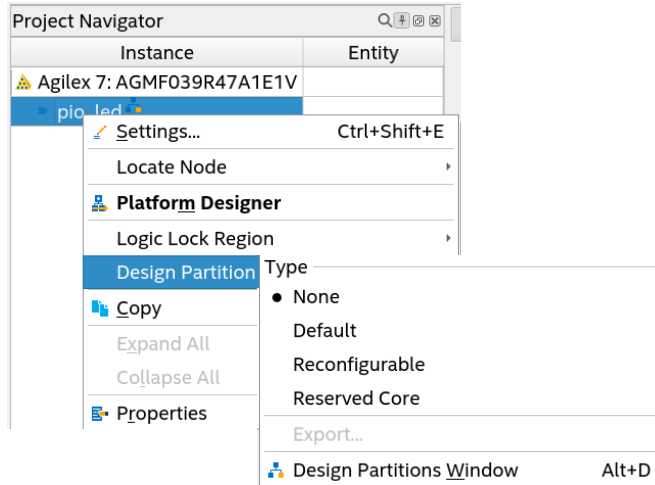 Project Navigator
Instance Entity
Agilex 7: AGMF039R47A1E1V
pio_led
Settings... Ctrl+Shift+E
Locate Node
Platform Designer
Logic Lock Region
Design Partition
Type
None
Copy
Default
Expand All
Reconfigurable
Collapse All
Reserved Core
Properties
Export...
Design Partitions Window Alt+D